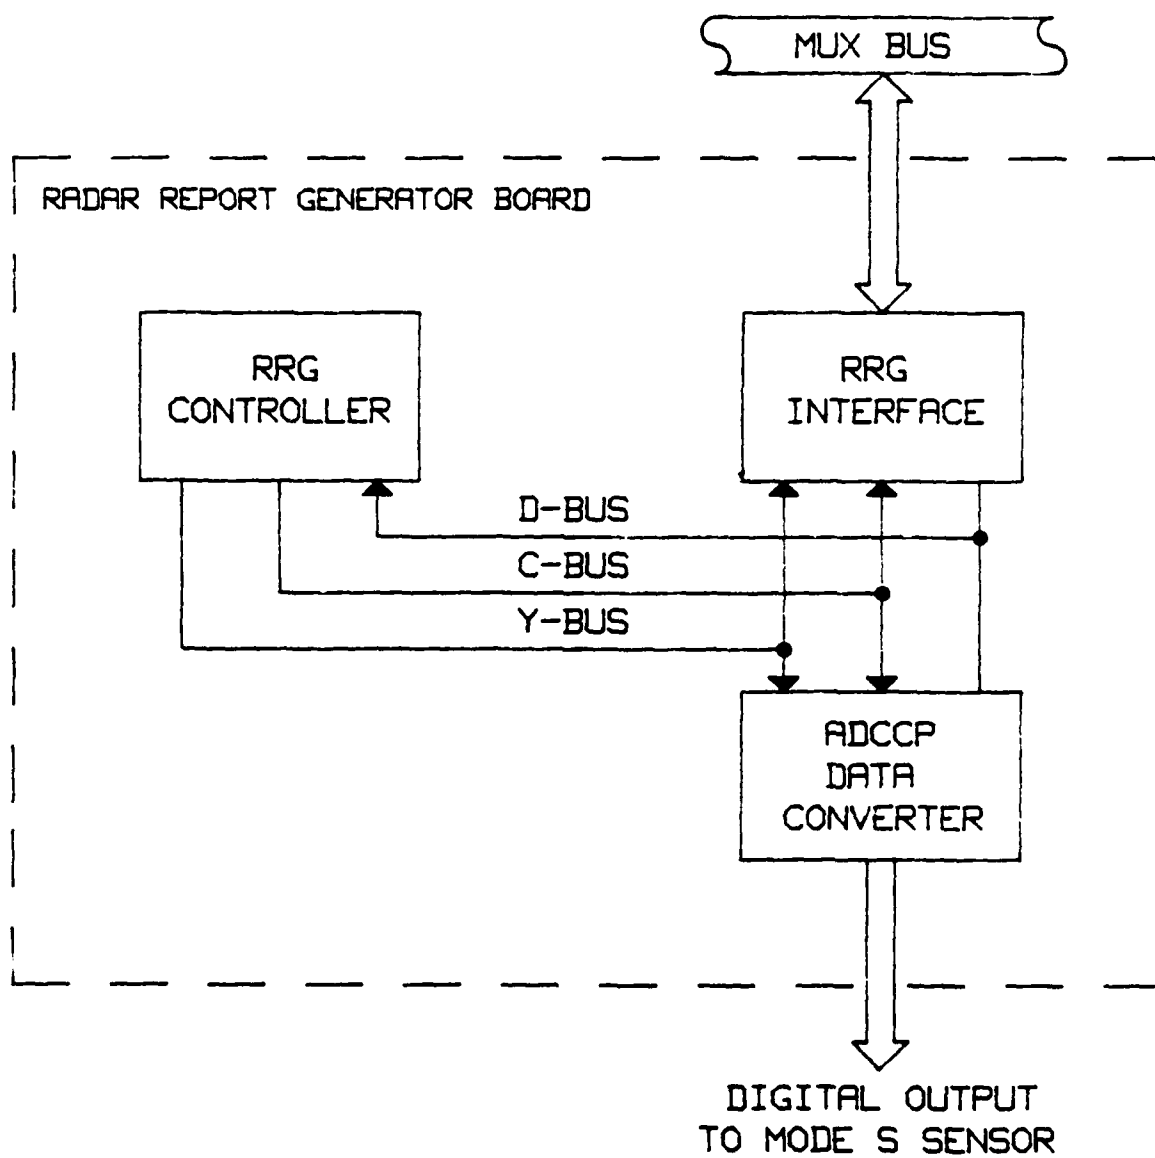 MUX BUS
RADAR REPORT GENERATOR BOARD
RRG
CONTROLLER
RRG
INTERFACE
D-BUS
C-BUS
Y-BUS
ADCCP
DATA
CONVERTER
DIGITAL OUTPUT
TO MODE S SENSOR